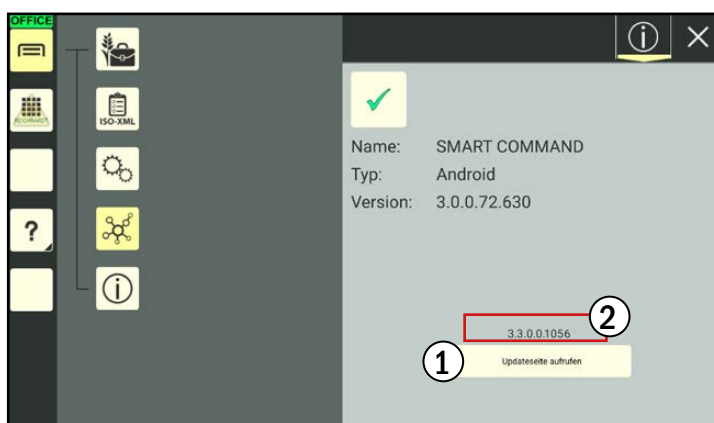 OFFICE
ISO-XML
REICHHARDT
?
Name: SMART COMMAND
Typ: Android
Version: 3.0.0.72.630
2
3.3.0.0.1056
1
Updateseite aufrufen